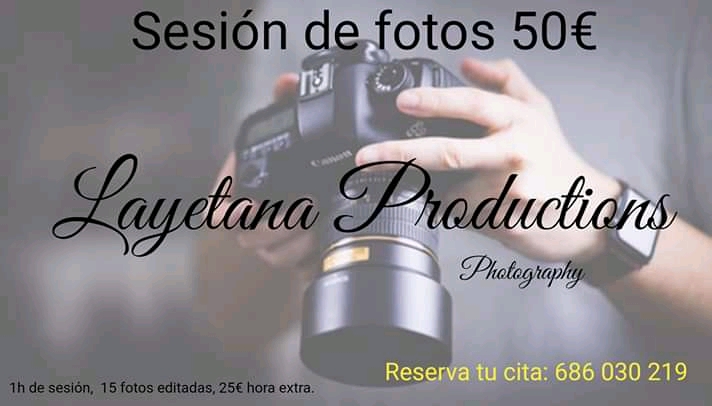 Sesión de fotos 50€
Canon
Layetana Productions
Photography
Reserva tu cita: 686 030 219
1h de sesión, 15 fotos editadas, 25€ hora extra.